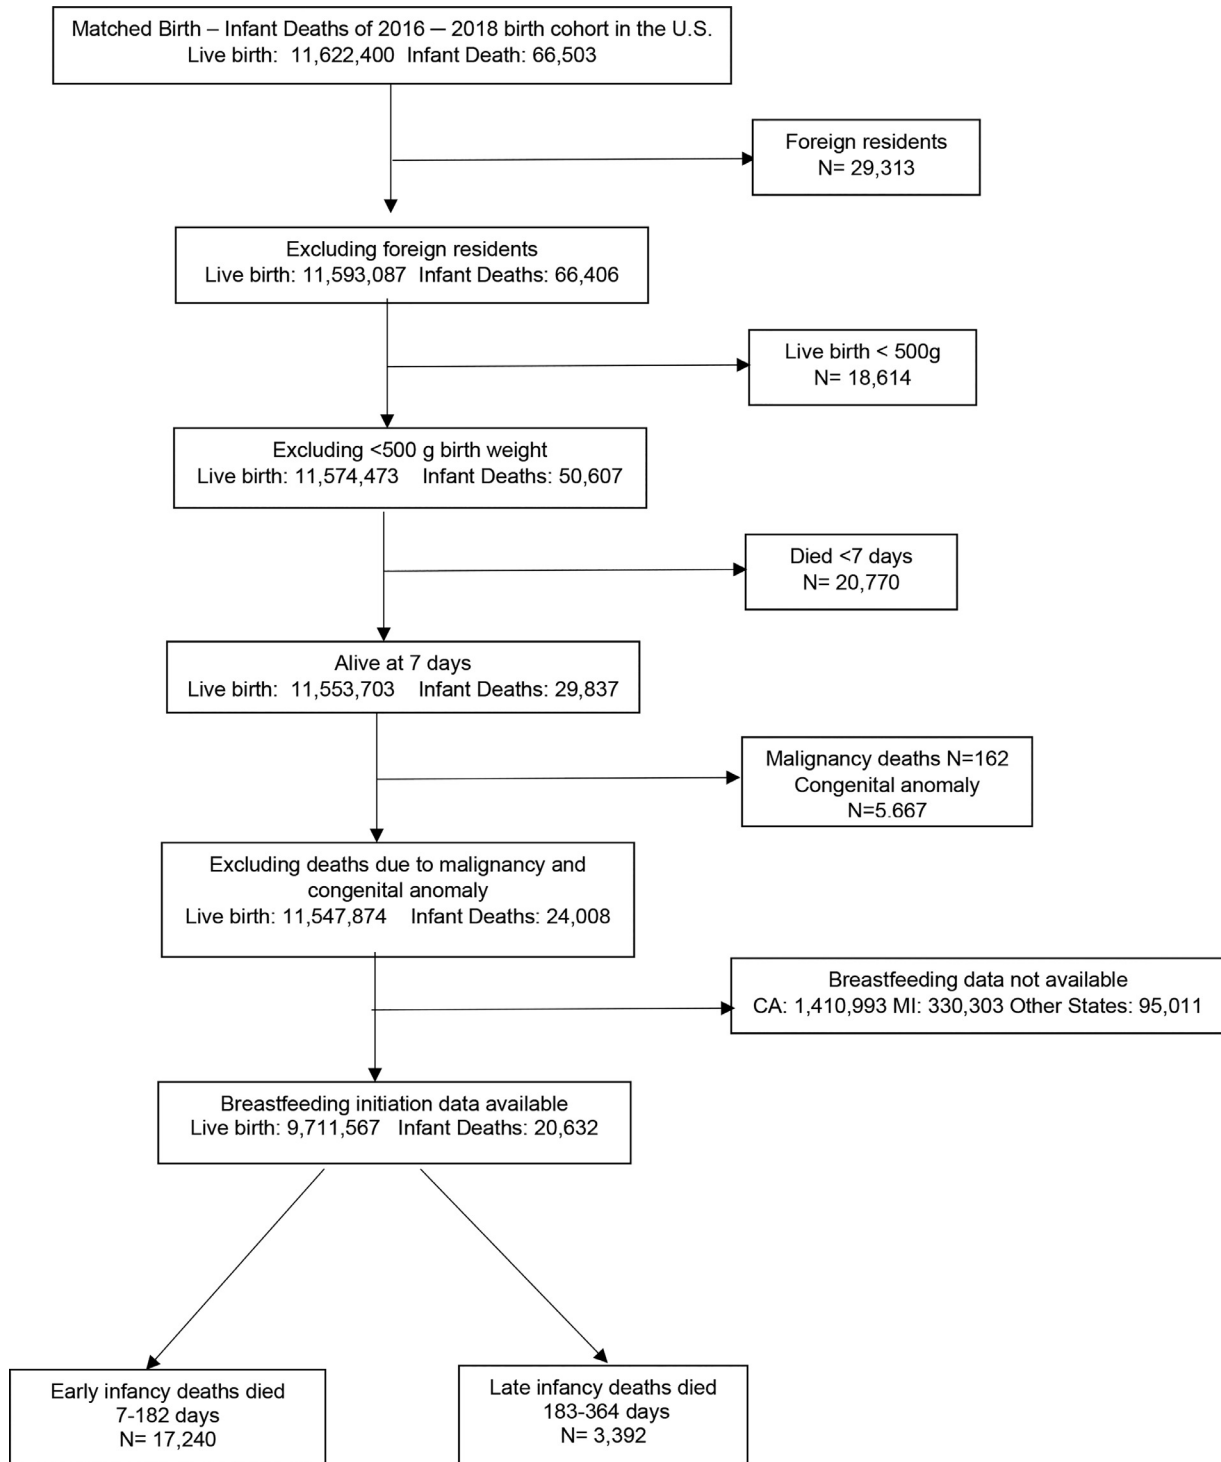 Matched Birth – Infant Deaths of 2016 – 2018 birth cohort in the U.S.
Live birth: 11,622,400 Infant Death: 66,503
Foreign residents
N= 29,313
Excluding foreign residents
Live birth: 11,593,087 Infant Deaths: 66,406
Live birth < 500g
N= 18,614
Excluding <500 g birth weight
Live birth: 11,574,473 Infant Deaths: 50,607
Died <7 days
N= 20,770
Alive at 7 days
Live birth: 11,553,703 Infant Deaths: 29,837
Malignancy deaths N=162
Congenital anomaly
N=5.667
Excluding deaths due to malignancy and
congenital anomaly
Live birth: 11,547,874 Infant Deaths: 24,008
Breastfeeding data not available
CA: 1,410,993 MI: 330,303 Other States: 95,011
Breastfeeding initiation data available
Live birth: 9,711,567 Infant Deaths: 20,632
Early infancy deaths died
7-182 days
N= 17,240
Late infancy deaths died
183-364 days
N= 3,392